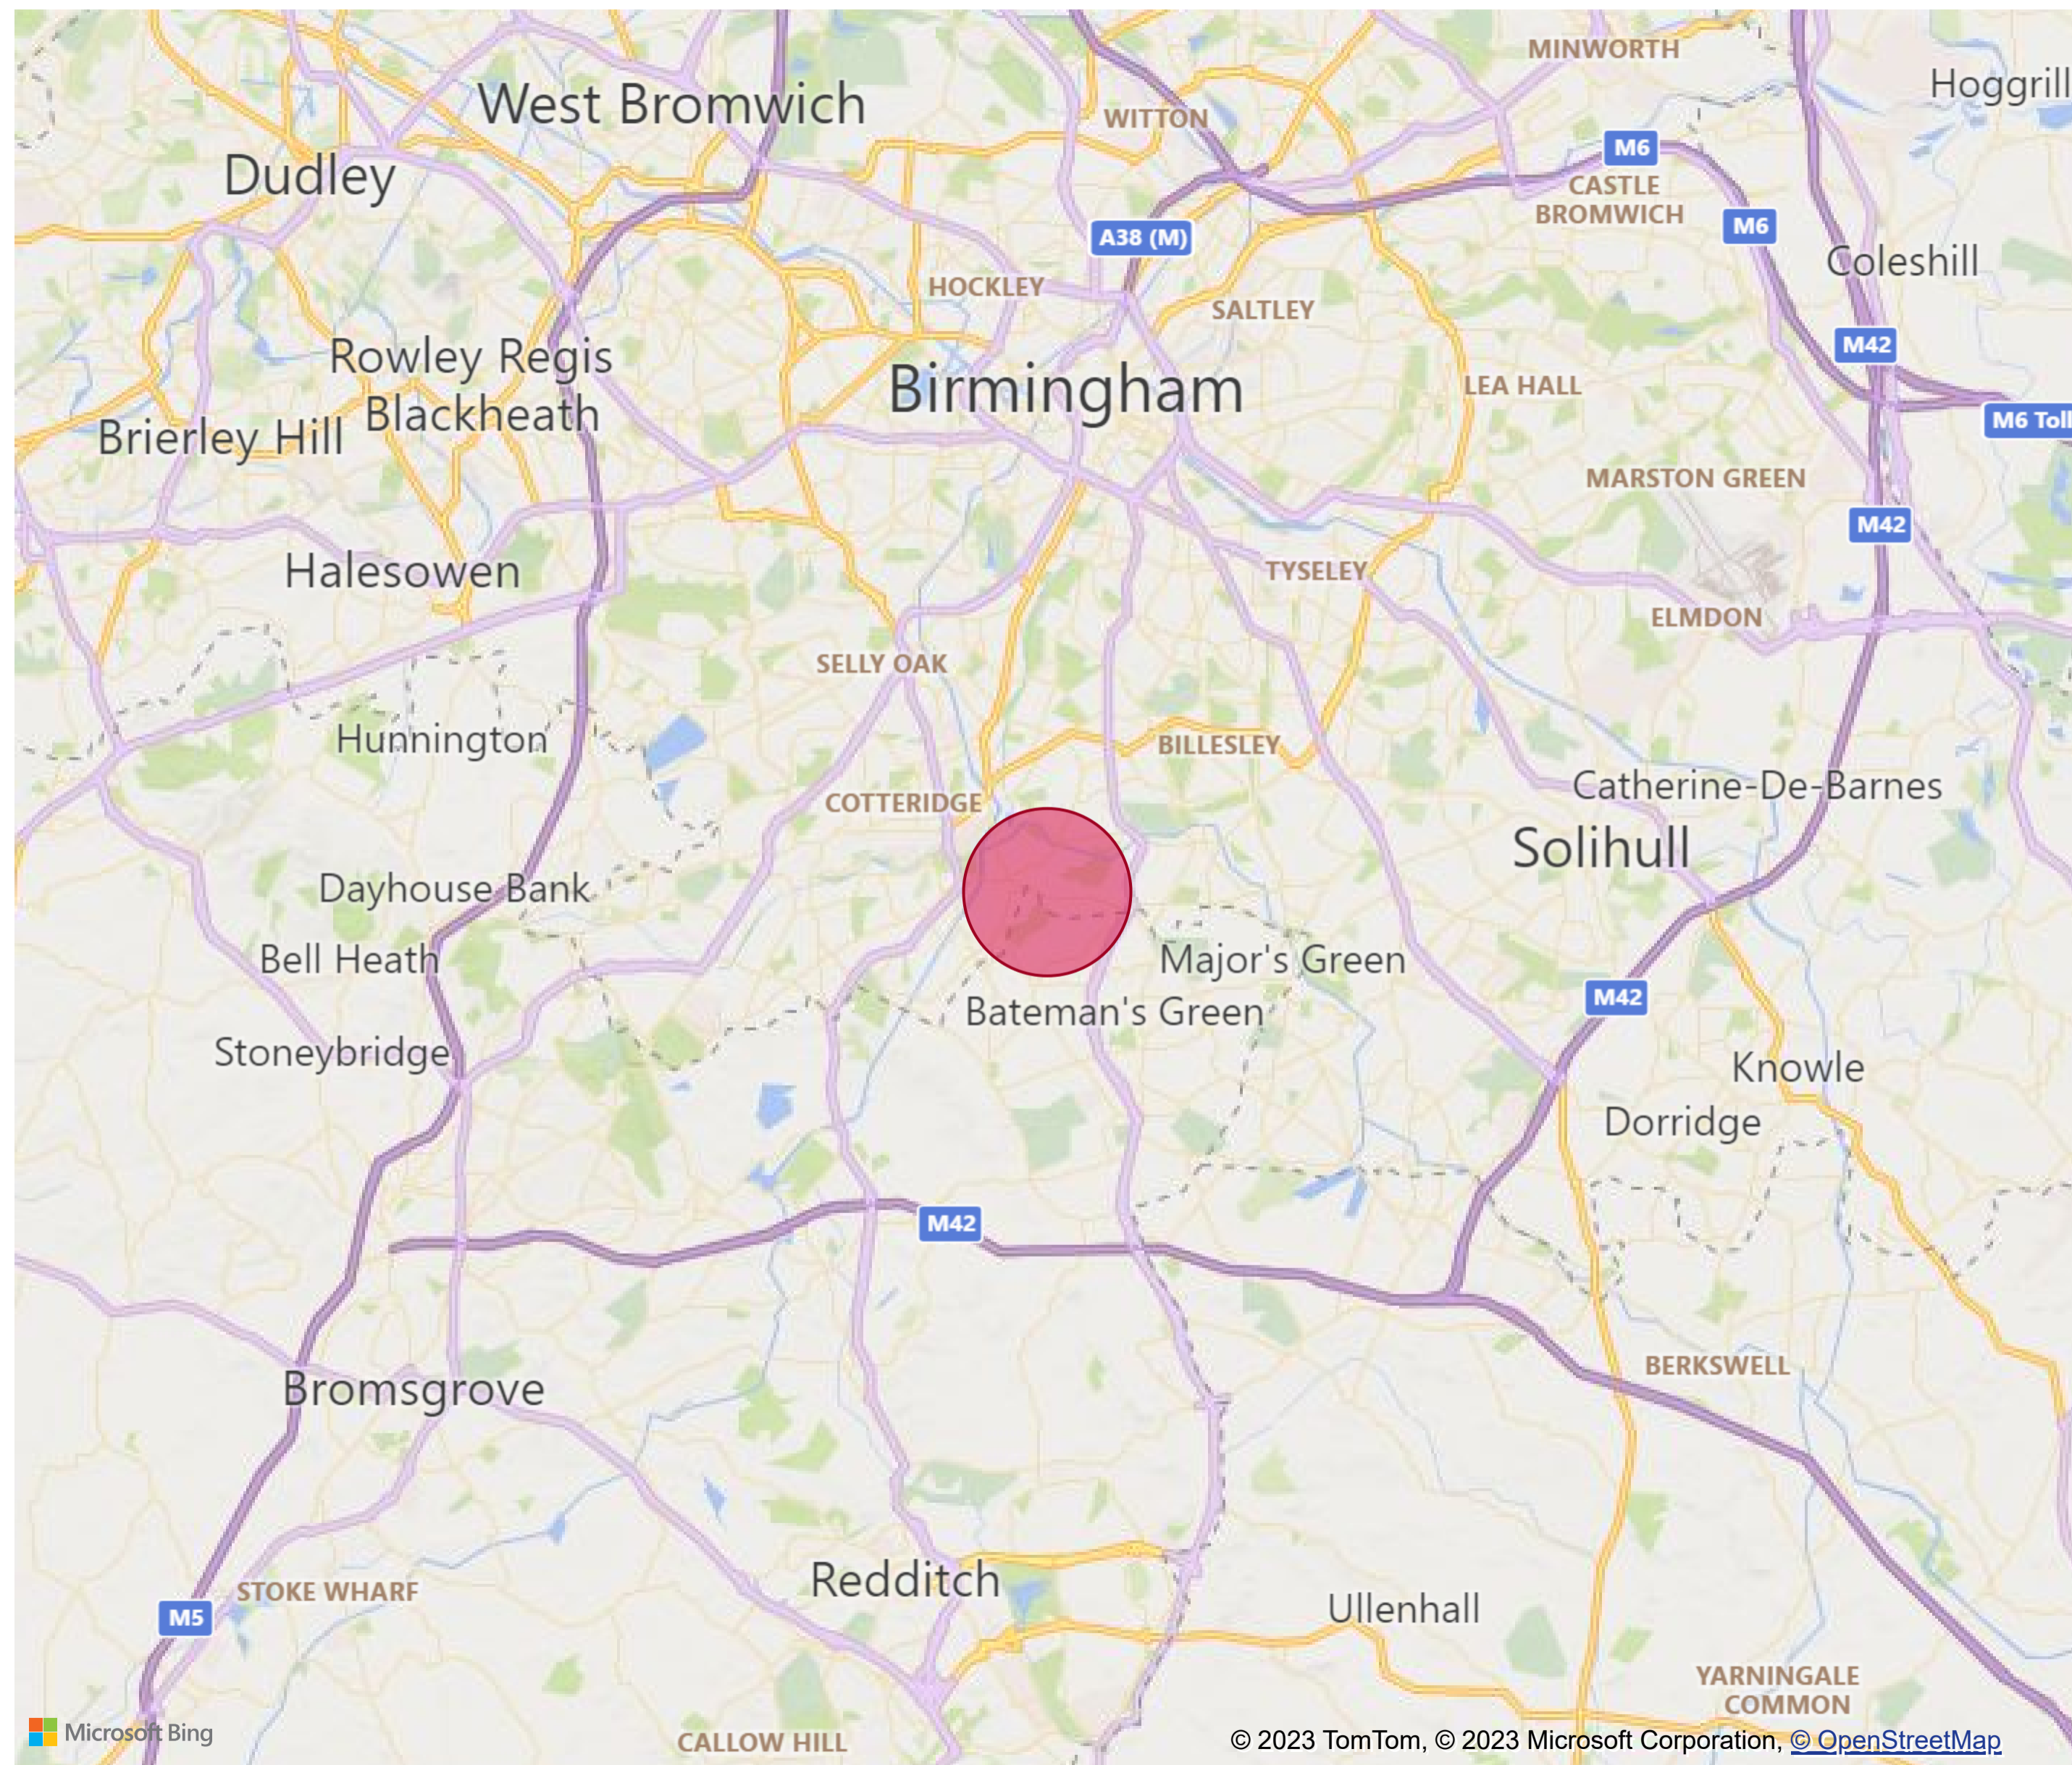 MINWORTH
Hoggrill
West Bromwich
WITTON
M6
Dudley
CASTLE
BROMWICH
M6
A38 (M)
Coleshill
HOCKLEY
SALTLEY
M42
Rowley Regis
Birmingham
LEA HALL
Blackheath
M6 Toll
Brierley Hill
MARSTON GREEN
M42
Halesowen
TYSELEY
ELMDON
SELLY OAK
Hunnington
BILLESLEY
Catherine-De-Barnes
COTTERIDGE
Solihull
Dayhouse Bank
Bell Heath
Major's Green
M42
Bateman's Green
Stoneybridge
Knowle
Dorridge
M42
BERKSWELL
Bromsgrove
Redditch
STOKE WHARF
Ullenhall
M5
YARNINGALE
COMMON
Microsoft Bing
CALLOW HILL
© 2023 TomTom, © 2023 Microsoft Corporation, © OpenStreetMap